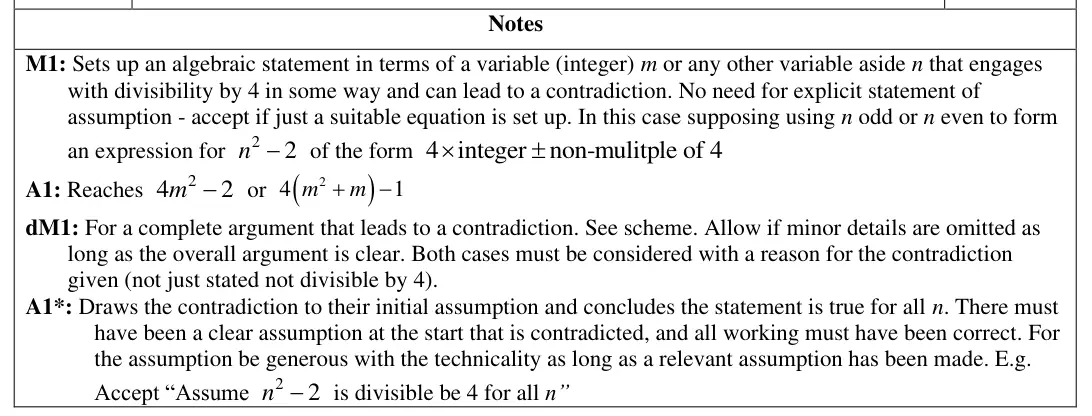 Notes
M1: Sets up an algebraic statement in terms of a variable (integer) m or any other variable aside n that engages
with divisibility by 4 in some way and can lead to a contradiction. No need for explicit statement of
assumption - accept if just a suitable equation is set up. In this case supposing using n odd or n even to form
an expression for n² − 2 of the form 4×integer ± non-mulitple of 4
A1: Reaches 4m² − 2 or 4(m² + m) − 1
dM1: For a complete argument that leads to a contradiction. See scheme. Allow if minor details are omitted as
long as the overall argument is clear. Both cases must be considered with a reason for the contradiction
given (not just stated not divisible by 4).
A1*: Draws the contradiction to their initial assumption and concludes the statement is true for all n. There must
have been a clear assumption at the start that is contradicted, and all working must have been correct. For
the assumption be generous with the technicality as long as a relevant assumption has been made. E.g.
Accept “Assume n² − 2 is divisible be 4 for all n”